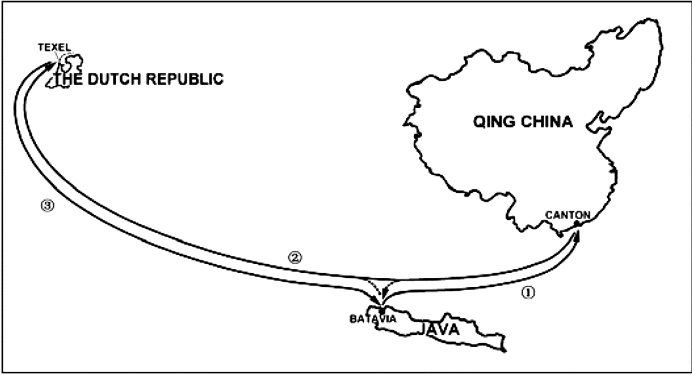 TEXEL
THE DUTCH REPUBLIC
QING CHINA
CANTON
③
②
①
BATAVIA
JAVA